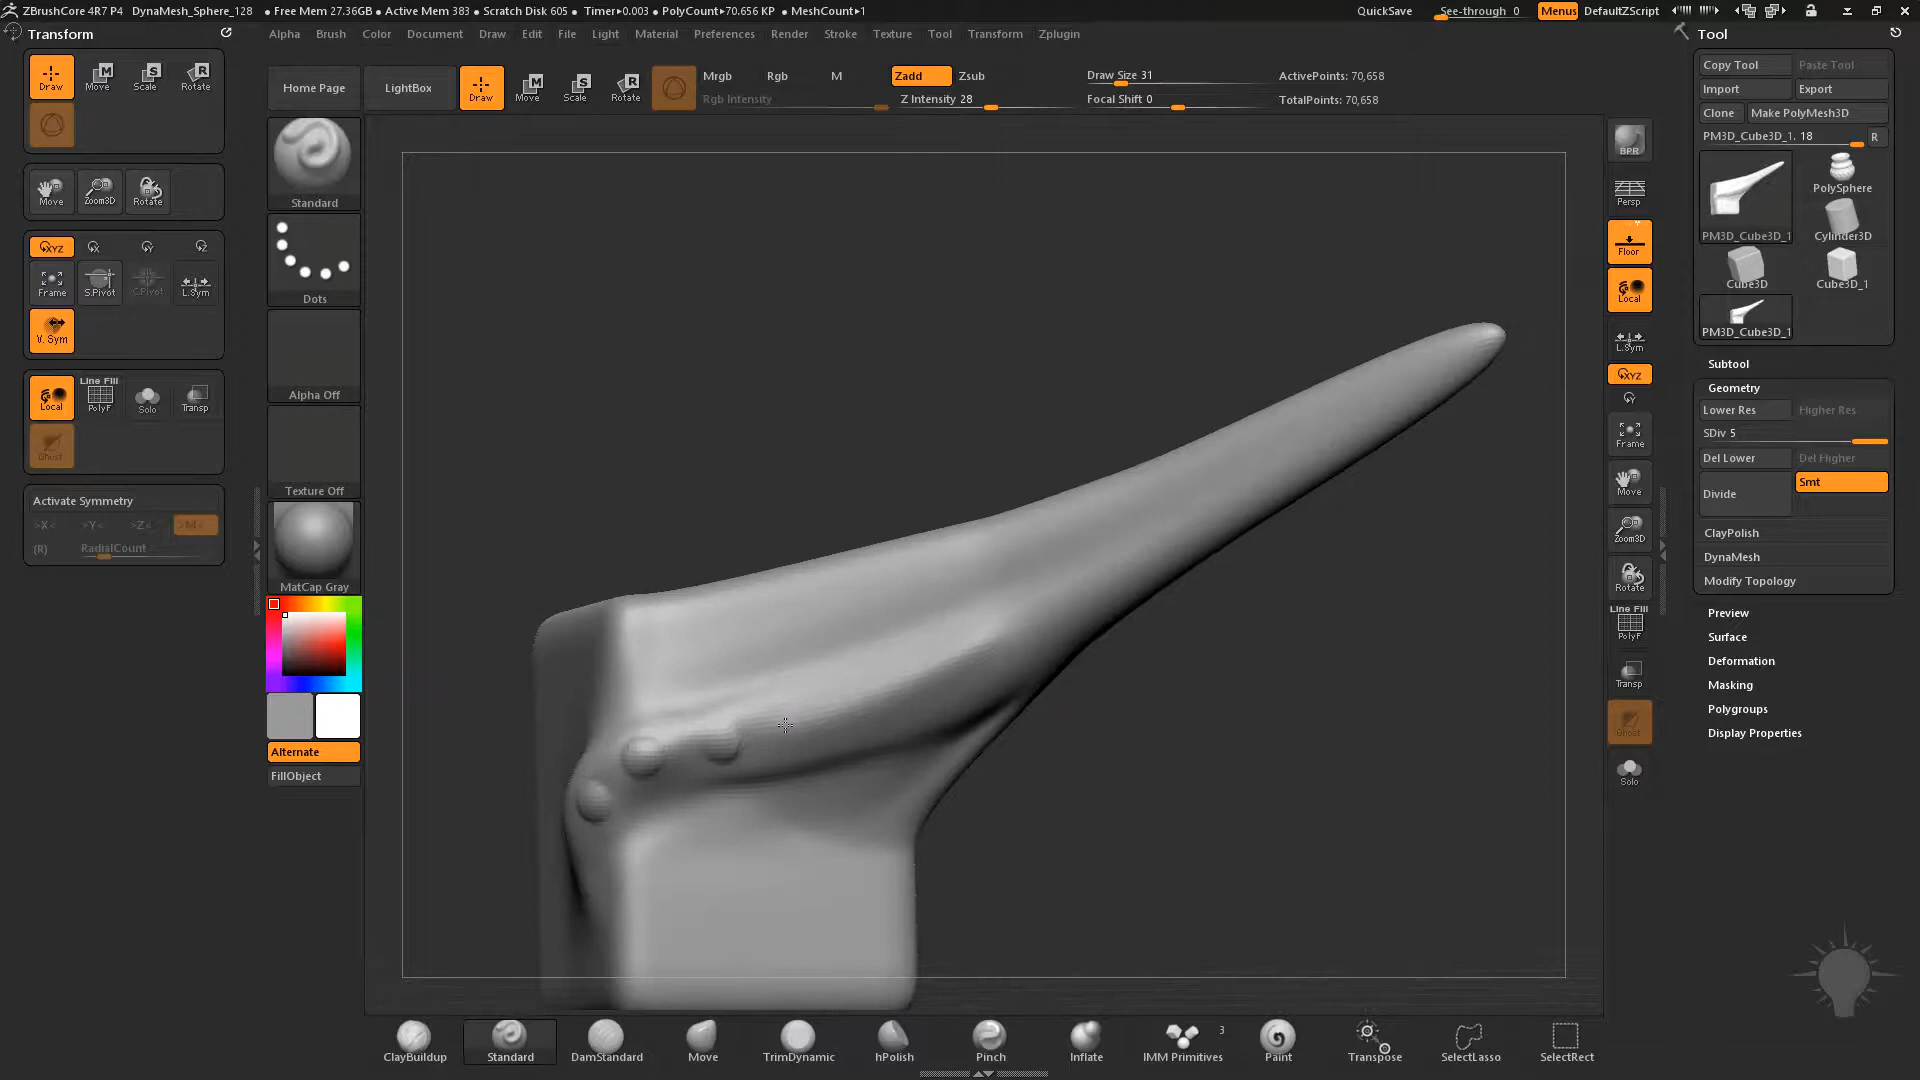 ZBrushCore 4R7 P4 DynaMesh_Sphere_128 • Free Mem 27.36GB • Active Mem 383 • Scratch Disk 605 • Timer▸0.003 • PolyCount▸70.656 KP • MeshCount▸1 QuickSave See-through 0 Menus DefaultZScript
Transform
Alpha Brush Color Document Draw Edit File Light Material Preferences Render Stroke Texture Tool Transform Zplugin
Tool
Draw Move Scale Rotate
Home Page LightBox Draw Move Scale Rotate
Mrgb Rgb M Zadd Zsub Draw Size 31 ActivePoints: 70,658
Rgb Intensity Z Intensity 28 Focal Shift 0 TotalPoints: 70,658
Copy Tool Paste Tool
Import Export
Clone Make PolyMesh3D
PM3D_Cube3D_1. 18 R
PolySphere
PM3D_Cube3D_1 Cylinder3D
Cube3D Cube3D_1
PM3D_Cube3D_1
Move Zoom3D Rotate
XYZ X Y Z
Frame S.Pivot C.Pivot L.Sym
V. Sym
Local Line Fill PolyF Solo Transp
Ghost
Activate Symmetry
>X< >Y< >Z< >M<
(R) RadialCount
Standard
Dots
Alpha Off
Texture Off
MatCap Gray
Alternate
FillObject
BPR
Persp
Floor
Local
L.Sym
XYZ
Y
Frame
Move
Zoom3D
Rotate
Line Fill
PolyF
Transp
Ghost
Solo
Subtool
Geometry
Lower Res Higher Res
SDiv 5
Del Lower Del Higher
Divide Smt
ClayPolish
DynaMesh
Modify Topology
Preview
Surface
Deformation
Masking
Polygroups
Display Properties
3
ClayBuildup Standard DamStandard Move TrimDynamic hPolish Pinch Inflate IMM Primitives Paint Transpose SelectLasso SelectRect